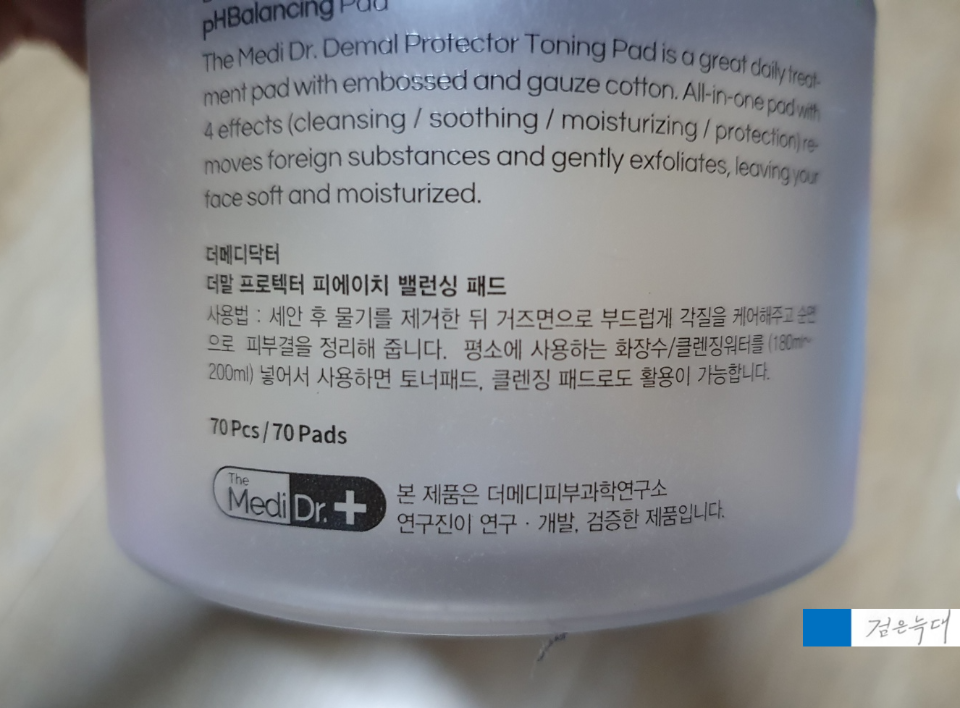 pHBalancing Pad
The Medi Dr. Demal Protector Toning Pad is a great daily treat-
ment pad with embossed and gauze cotton. All-in-one pad with
4 effects (cleansing / soothing / moisturizing / protection) re-
moves foreign substances and gently exfoliates, leaving your
face soft and moisturized.
더메디닥터
더말 프로텍터 피에이치 밸런싱 패드
사용법 : 세안 후 물기를 제거한 뒤 거즈면으로 부드럽게 각질을 케어해주고 순면
으로 피부결을 정리해 줍니다. 평소에 사용하는 화장수/클렌징워터를 (180ml~
200ml) 넣어서 사용하면 토너패드, 클렌징 패드로도 활용이 가능합니다.
70 Pcs / 70 Pads
The
Medi Dr.
본 제품은 더메디피부과학연구소
연구진이 연구 · 개발, 검증한 제품입니다.
검은늑대